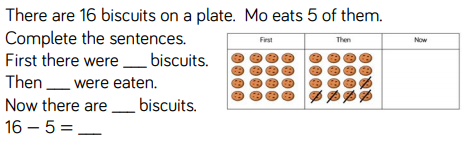 There are 16 biscuits on a plate. Mo eats 5 of them.
Complete the sentences.
First there were ___ biscuits.
Then ___ were eaten.
Now there are ___ biscuits.
16 – 5 = ___
First Then Now